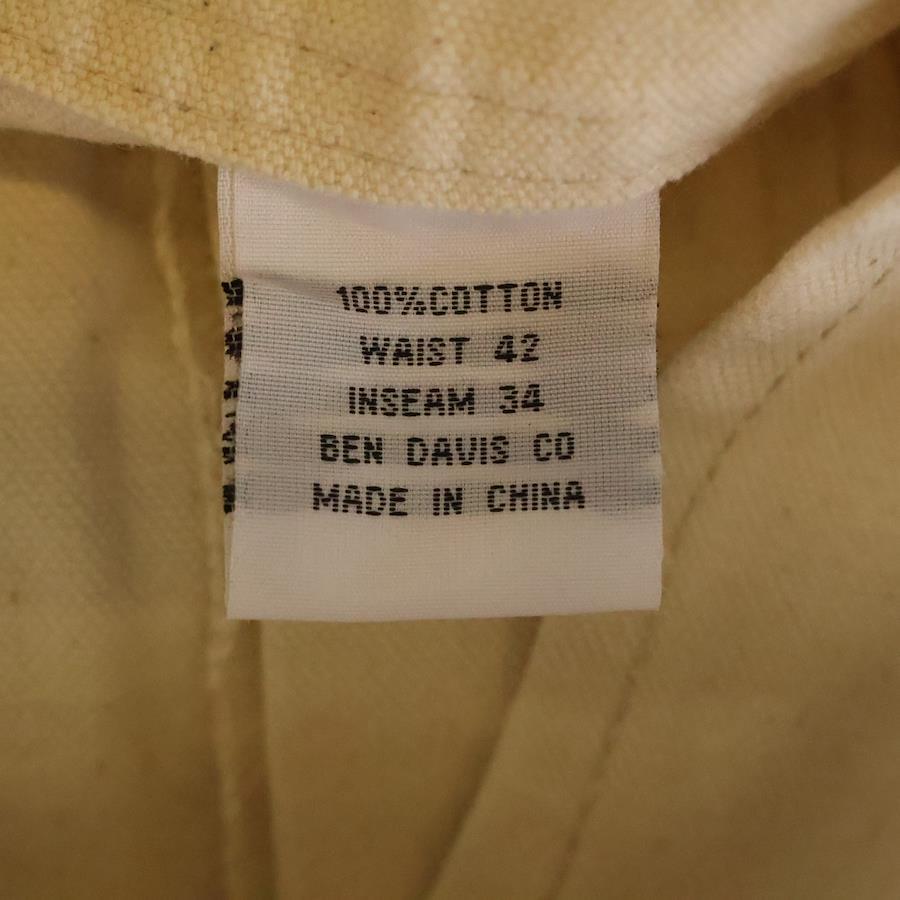 100%COTTON
WAIST 42
INSEAM 34
BEN DAVIS CO
MADE IN CHINA